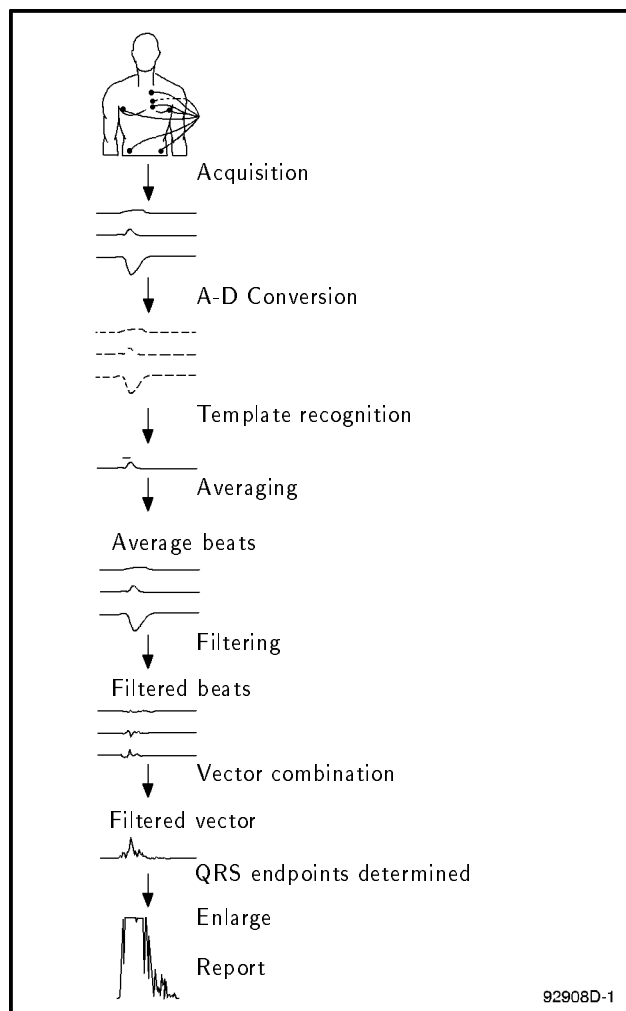 Acquisition
A-D Conversion
Template recognition
Averaging
Average beats
Filtering
Filtered beats
Vector combination
Filtered vector
QRS endpoints determined
Enlarge
Report
92908D-1